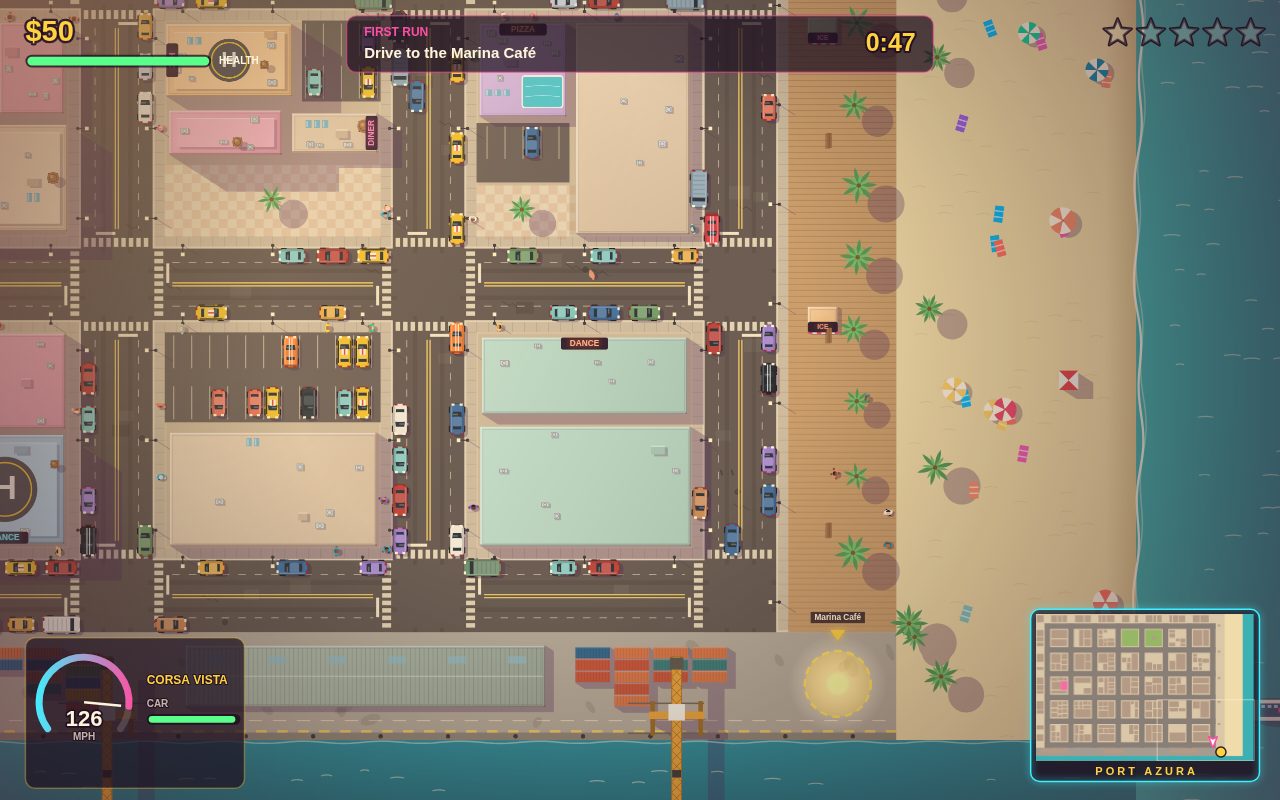 $50
HEALTH
FIRST RUN
Drive to the Marina Café
0:47
PIZZA
ICE
H
DINER
ICE
DANCE
H
ANCE
Marina Café
CORSA VISTA
CAR
126
MPH
PORT AZURA